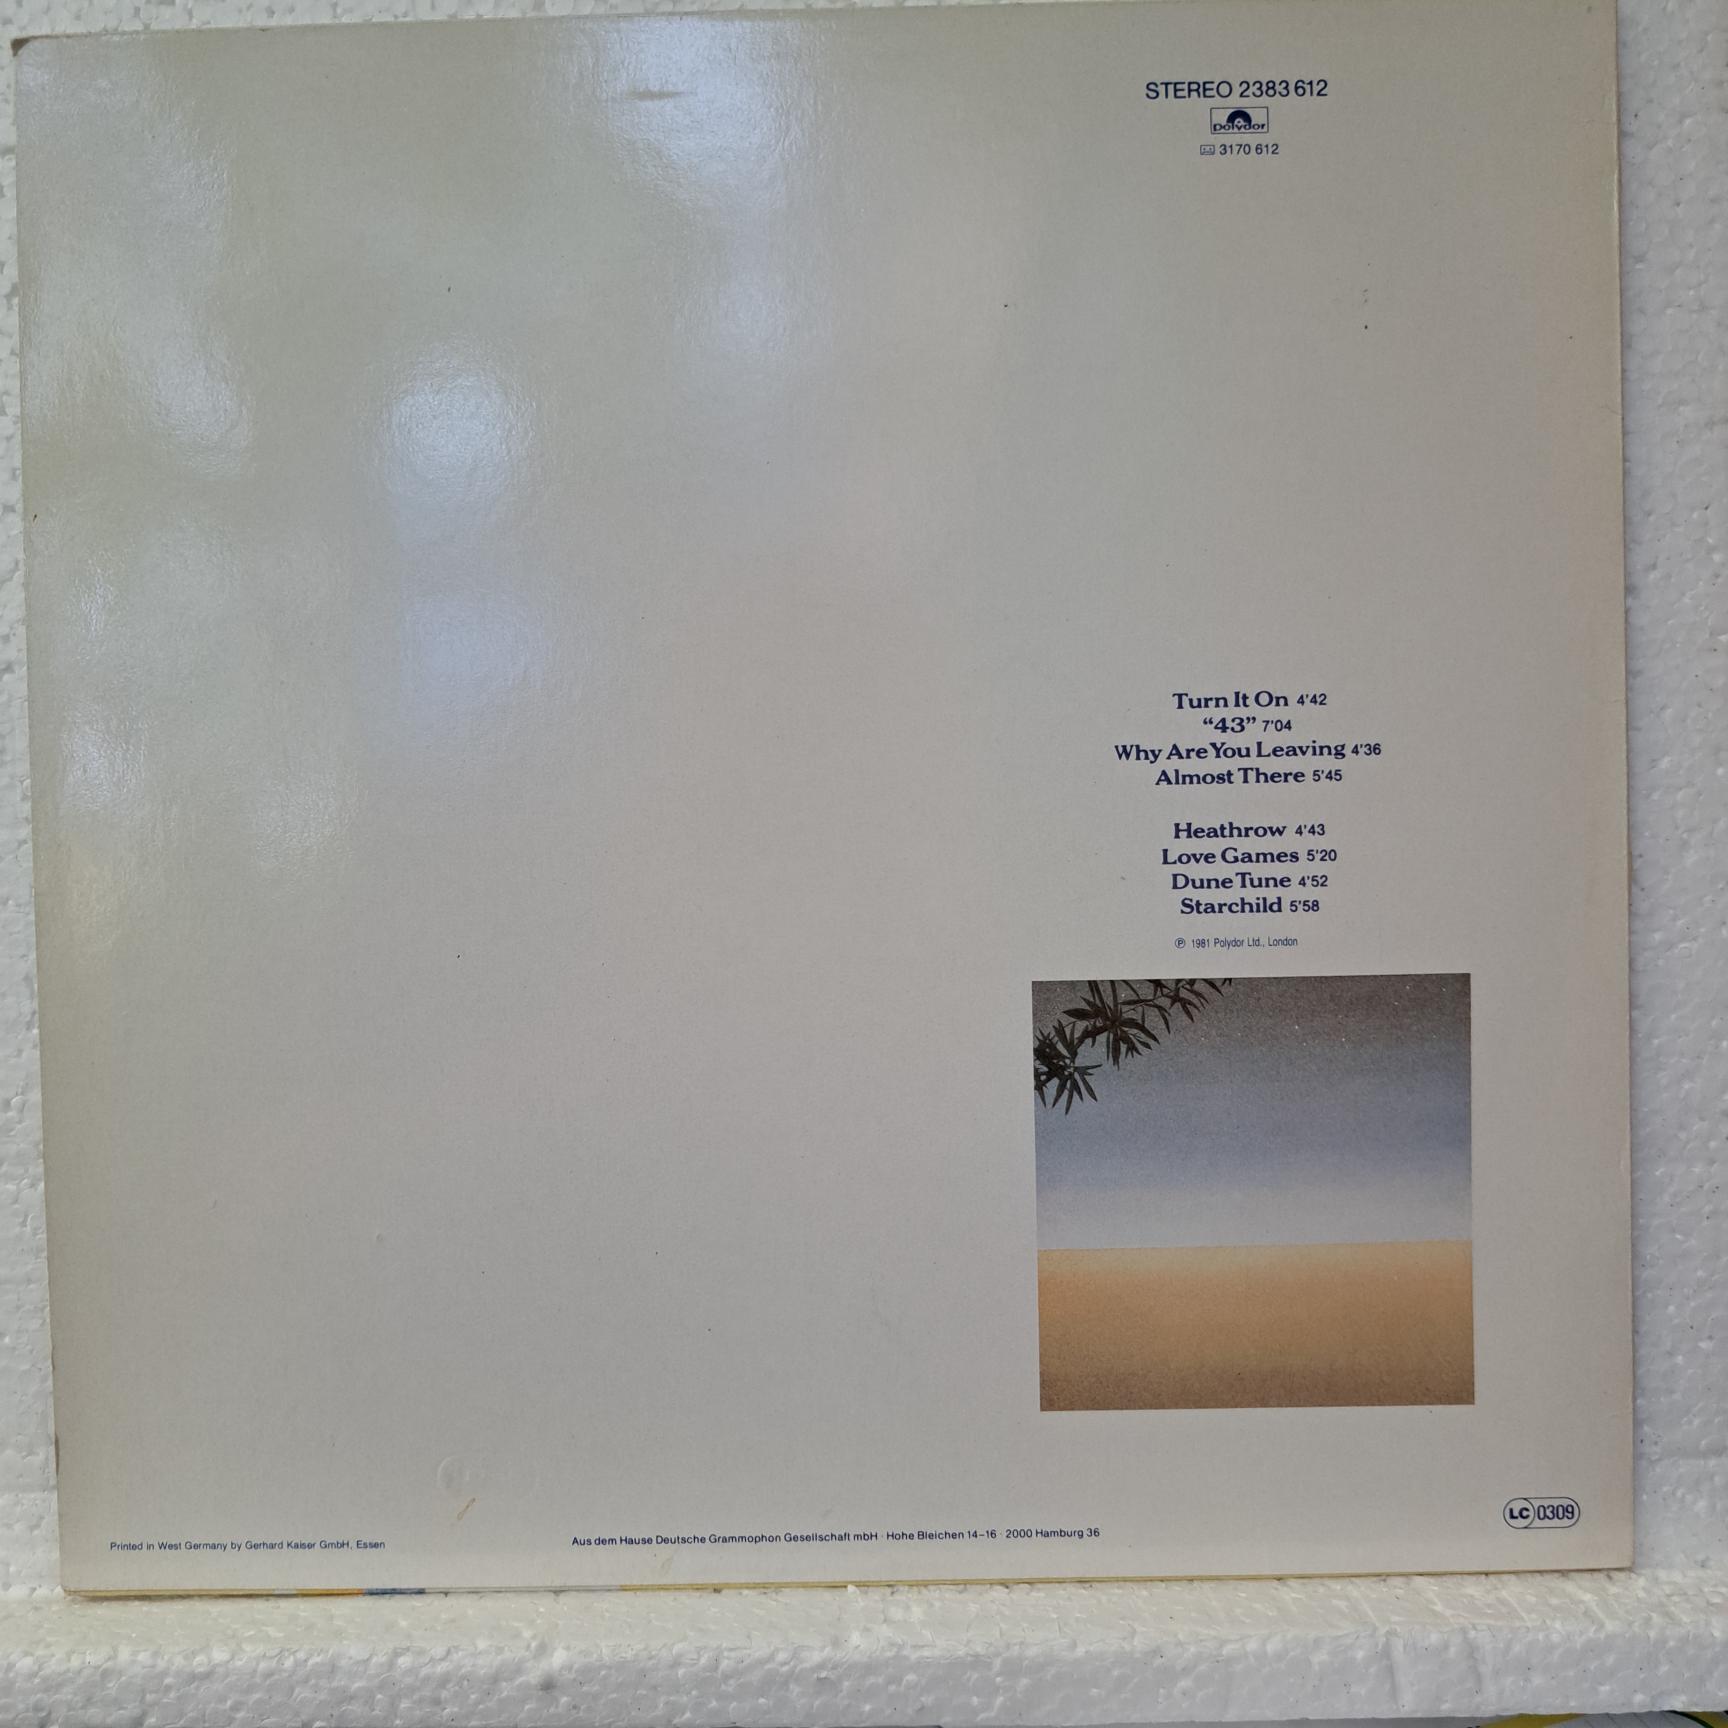 STEREO 2383 612
polydor
3170 612
Turn It On 4'42
“43” 7'04
Why Are You Leaving 4'36
Almost There 5'45
Heathrow 4'43
Love Games 5'20
Dune Tune 4'52
Starchild 5'58
℗ 1981 Polydor Ltd., London
LC 0309
Printed in West Germany by Gerhard Kaiser GmbH, Essen
Aus dem Hause Deutsche Grammophon Gesellschaft mbH · Hohe Bleichen 14–16 · 2000 Hamburg 36